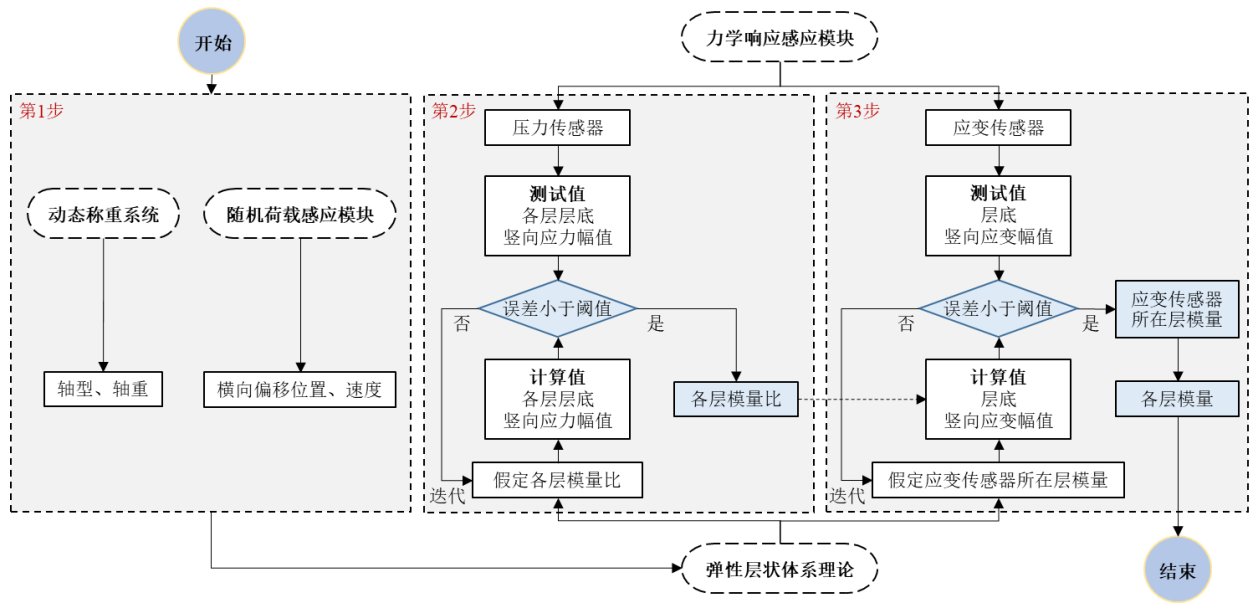 开始
力学响应感应模块
第1步
动态称重系统
随机荷载感应模块
轴型、轴重
横向偏移位置、速度
第2步
压力传感器
测试值
各层层底
竖向应力幅值
误差小于阈值
否
是
计算值
各层层底
竖向应力幅值
各层模量比
迭代
假定各层模量比
第3步
应变传感器
测试值
层底
竖向应变幅值
误差小于阈值
否
是
应变传感器
所在层模量
计算值
层底
竖向应变幅值
各层模量
迭代
假定应变传感器所在层模量
弹性层状体系理论
结束